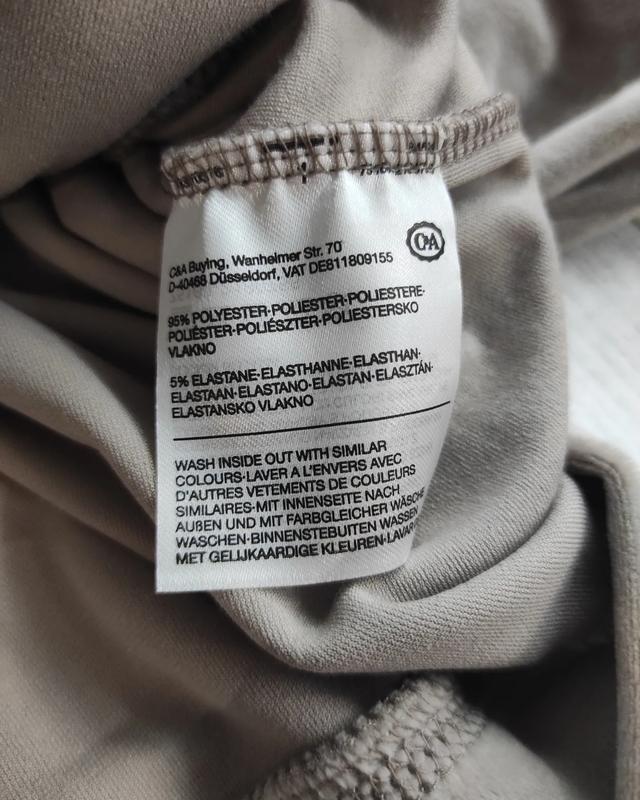 C&A
C&A Buying, Wanheimer Str. 70
D-40468 Düsseldorf, VAT DE811809155
95% POLYESTER·POLIESTER·POLIESTERE·
POLIÉSTER·POLIÉSZTER·POLIESTERSKO
VLAKNO
5% ELASTANE·ELASTHANNE·ELASTHAN·
ELASTAAN·ELASTANO·ELASTAN·ELASZTÁN·
ELASTANSKO VLAKNO
WASH INSIDE OUT WITH SIMILAR
COLOURS·LAVER A L'ENVERS AVEC
D'AUTRES VETEMENTS DE COULEURS
SIMILAIRES·MIT INNENSEITE NACH
AUßEN UND MIT FARBGLEICHER WÄSCHE
WASCHEN·BINNENSTEBUITEN WASSEN
MET GELIJKAARDIGE KLEUREN·